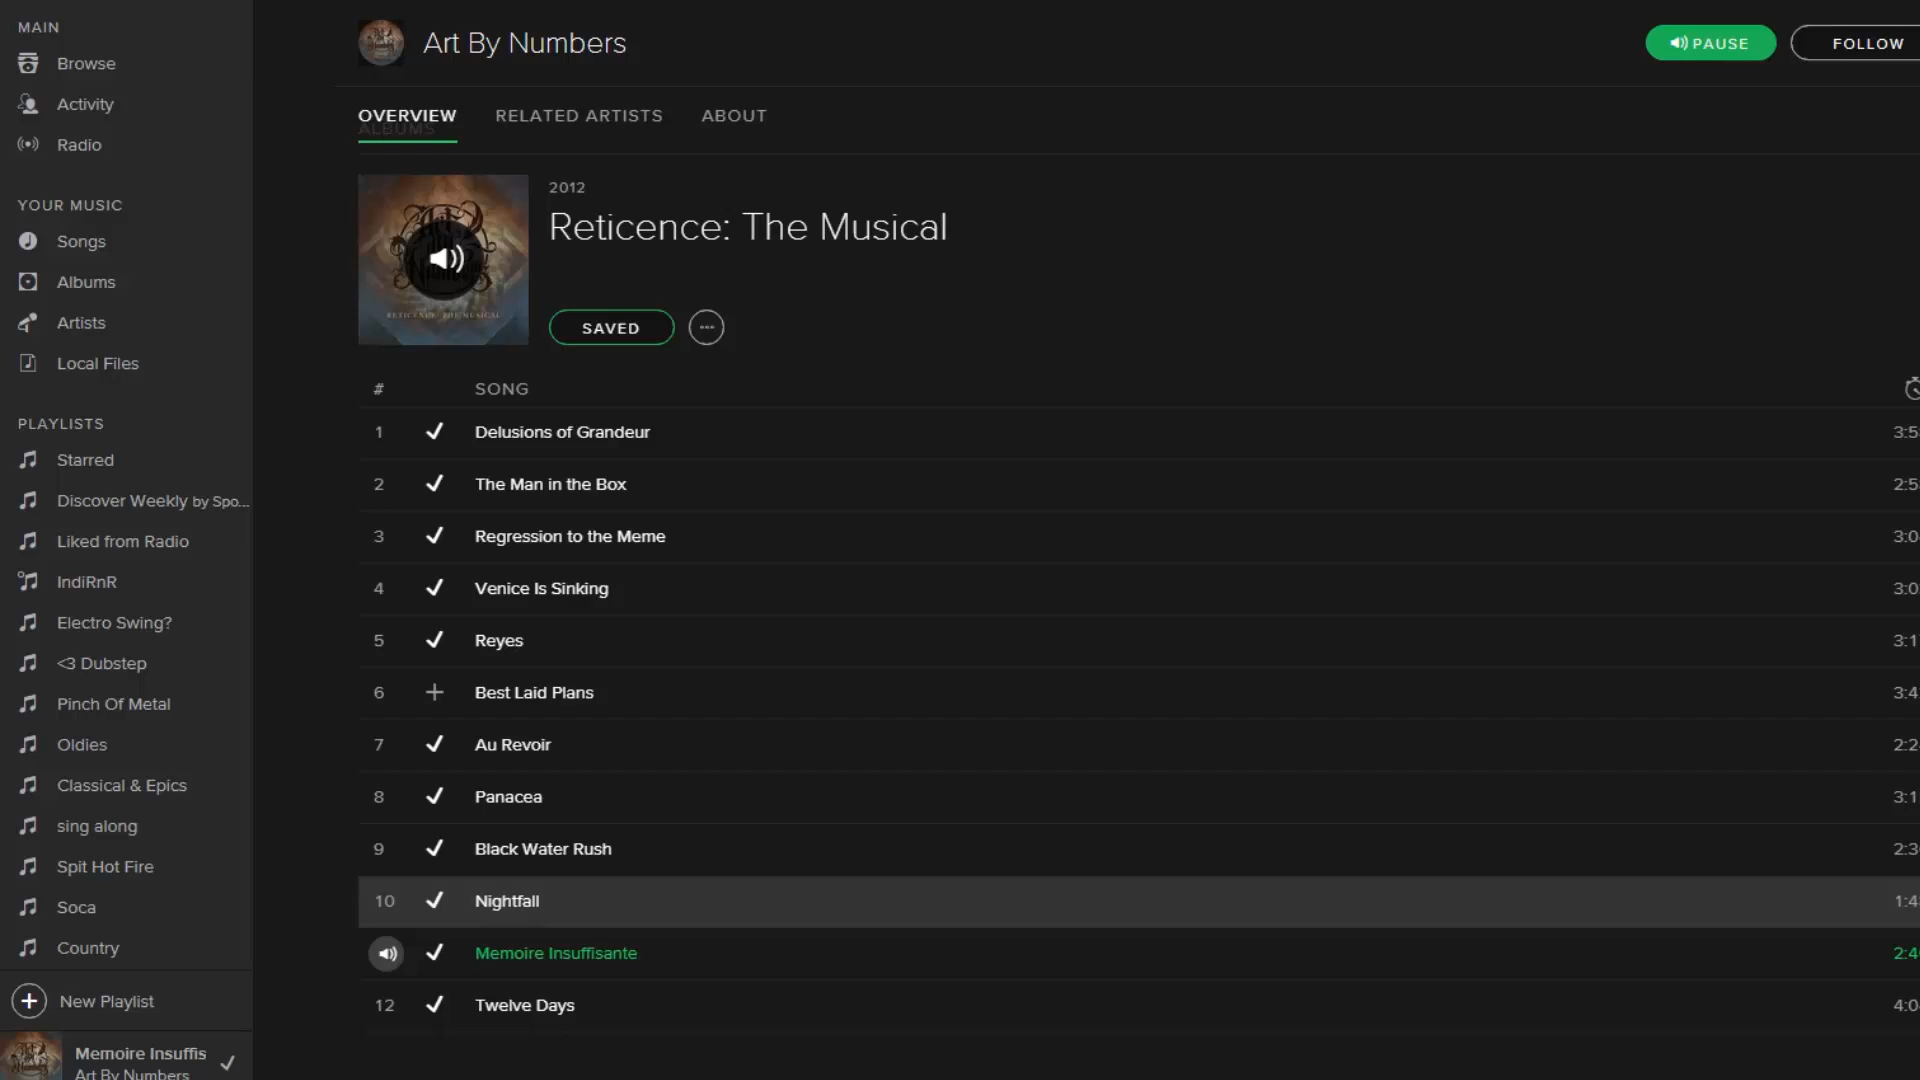 MAIN
Browse
Activity
Radio
YOUR MUSIC
Songs
Albums
Artists
Local Files
PLAYLISTS
Starred
Discover Weekly by Spo...
Liked from Radio
IndiRnR
Electro Swing?
<3 Dubstep
Pinch Of Metal
Oldies
Classical & Epics
sing along
Spit Hot Fire
Soca
Country
New Playlist
Memoire Insuffis
Art By Numbers
Art By Numbers
PAUSE
FOLLOW
OVERVIEW
RELATED ARTISTS
ABOUT
ALBUMS
RETICENCE: THE MUSICAL
2012
Reticence: The Musical
SAVED
# SONG
1 Delusions of Grandeur 3:5
2 The Man in the Box 2:5
3 Regression to the Meme 3:0
4 Venice Is Sinking 3:0
5 Reyes 3:1
6 Best Laid Plans 3:4
7 Au Revoir 2:2
8 Panacea 3:1
9 Black Water Rush 2:3
10 Nightfall 1:4
Memoire Insuffisante 2:4
12 Twelve Days 4:0